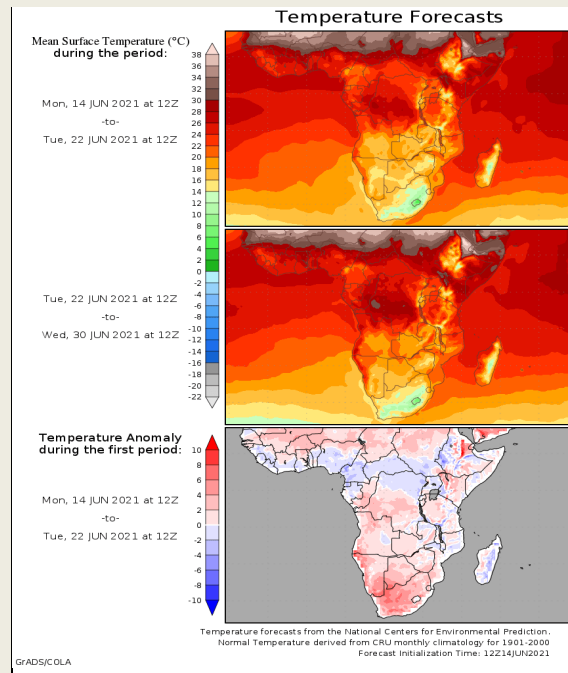 Temperature Forecasts
Mean Surface Temperature (°C)
during the period:
Mon, 14 JUN 2021 at 12Z
-to-
Tue, 22 JUN 2021 at 12Z
38
36
34
32
30
28
26
24
22
20
18
16
14
12
10
8
6
4
2
0
-2
-4
-6
-8
-10
-12
-14
-16
-18
-20
-22
Tue, 22 JUN 2021 at 12Z
-to-
Wed, 30 JUN 2021 at 12Z
Temperature Anomaly
during the first period:
Mon, 14 JUN 2021 at 12Z
-to-
Tue, 22 JUN 2021 at 12Z
10
8
6
4
2
0
-2
-4
-6
-8
-10
Temperature forecasts from the National Centers for Environmental Prediction.
Normal Temperature derived from CRU monthly climatology for 1901-2000
Forecast Initialization Time: 12Z14JUN2021
GrADS/COLA